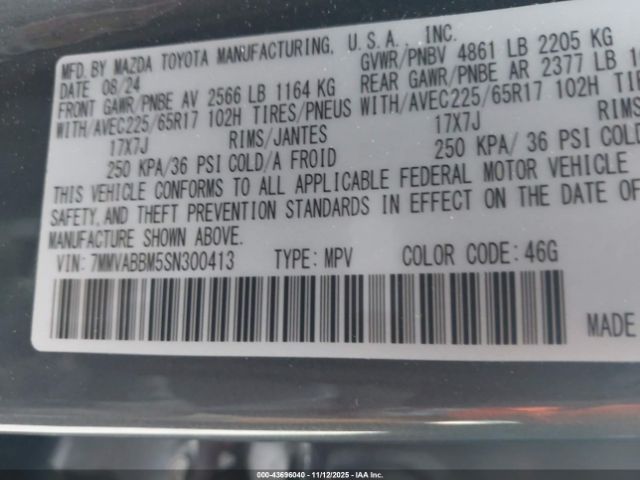 MFD. BY MAZDA TOYOTA MANUFACTURING, U.S.A., INC.
DATE 08/24 GVWR/PNBV 4861 LB 2205 KG
FRONT GAWR/PNBE AV 2566 LB 1164 KG REAR GAWR/PNBE AR 2377 LB
WITH/AVEC225/65R17 102H TIRES/PNEUS WITH/AVEC225/65R17 102H
17X7J RIMS/JANTES 17X7J
250 KPA/36 PSI COLD/A FROID 250 KPA/ 36 PSI COLD
THIS VEHICLE CONFORMS TO ALL APPLICABLE FEDERAL MOTOR VEHICLE
SAFETY, AND THEFT PREVENTION STANDARDS IN EFFECT ON THE DATE OF
MANUFACTURE SHOWN ABOVE.
VIN: 7MMVABBM5SN300413 TYPE: MPV COLOR CODE: 46G
MADE
00-43696040 - 11/12/2025 - IAA Inc.